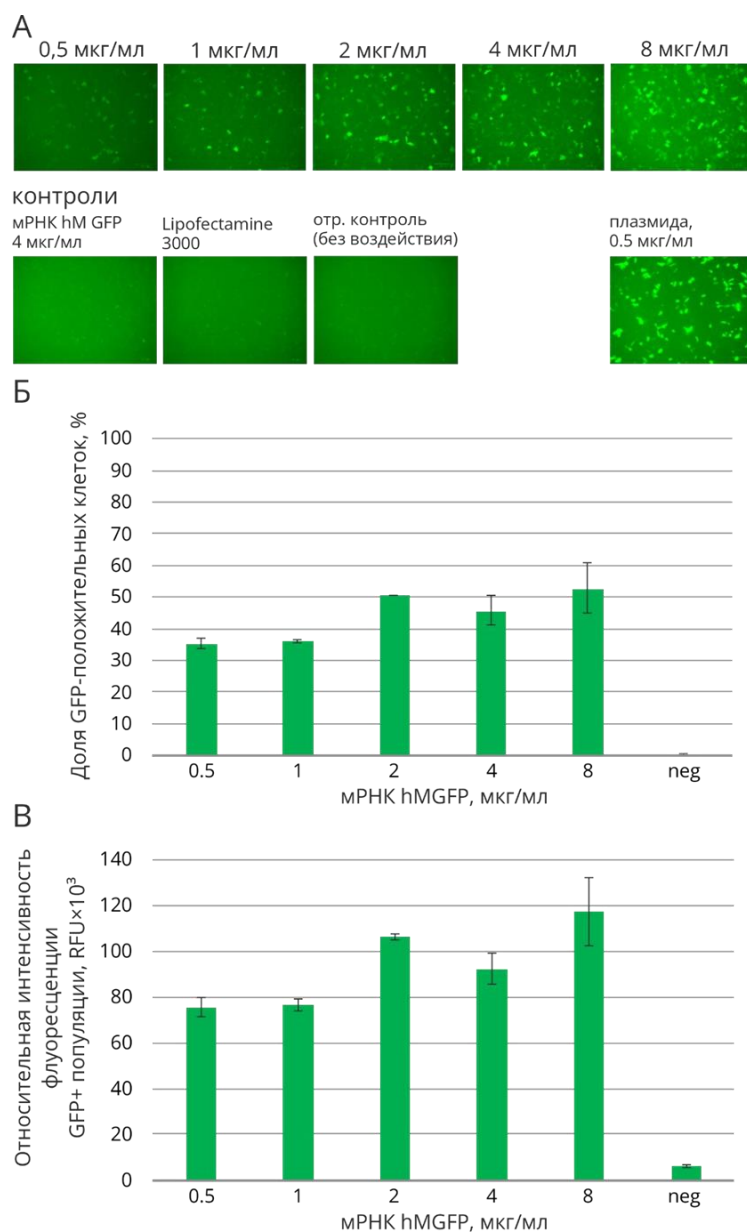 А
0,5 мкг/мл 1 мкг/мл 2 мкг/мл 4 мкг/мл 8 мкг/мл
контроли
мРНК hM GFP
4 мкг/мл
Lipofectamine
3000
отр. контроль
(без воздействия)
плазмида,
0.5 мкг/мл
Б
Доля GFP-положительных клеток, %
100
90
80
70
60
50
40
30
20
10
0
0.5 1 2 4 8 neg
мРНК hMGFP, мкг/мл
В
Относительная интенсивность
флуоресценции
GFP+ популяции, RFU×10³
140
120
100
80
60
40
20
0
0.5 1 2 4 8 neg
мРНК hMGFP, мкг/мл